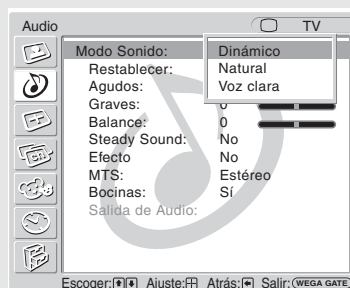 Audio TV
Modo Sonido: Dinámico
Restablecer: Natural
Agudos: Voz clara
Graves: 0
Balance: 0
Steady Sound: No
Efecto No
MTS: Estéreo
Bocinas: Sí
Salida de Audio:
Escoger: Ajuste: Atrás: Salir: WEGA GATE